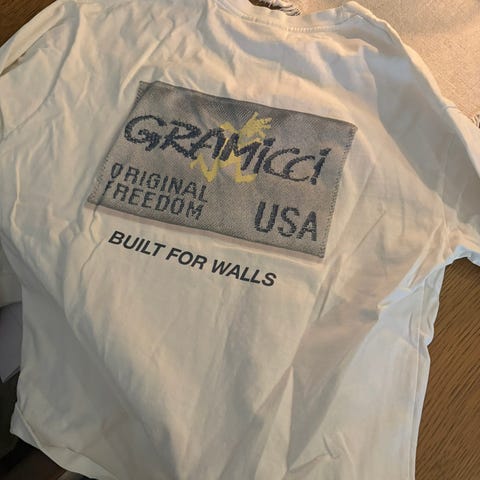 GRAMICCI
ORIGINAL
FREEDOM
USA
BUILT FOR WALLS